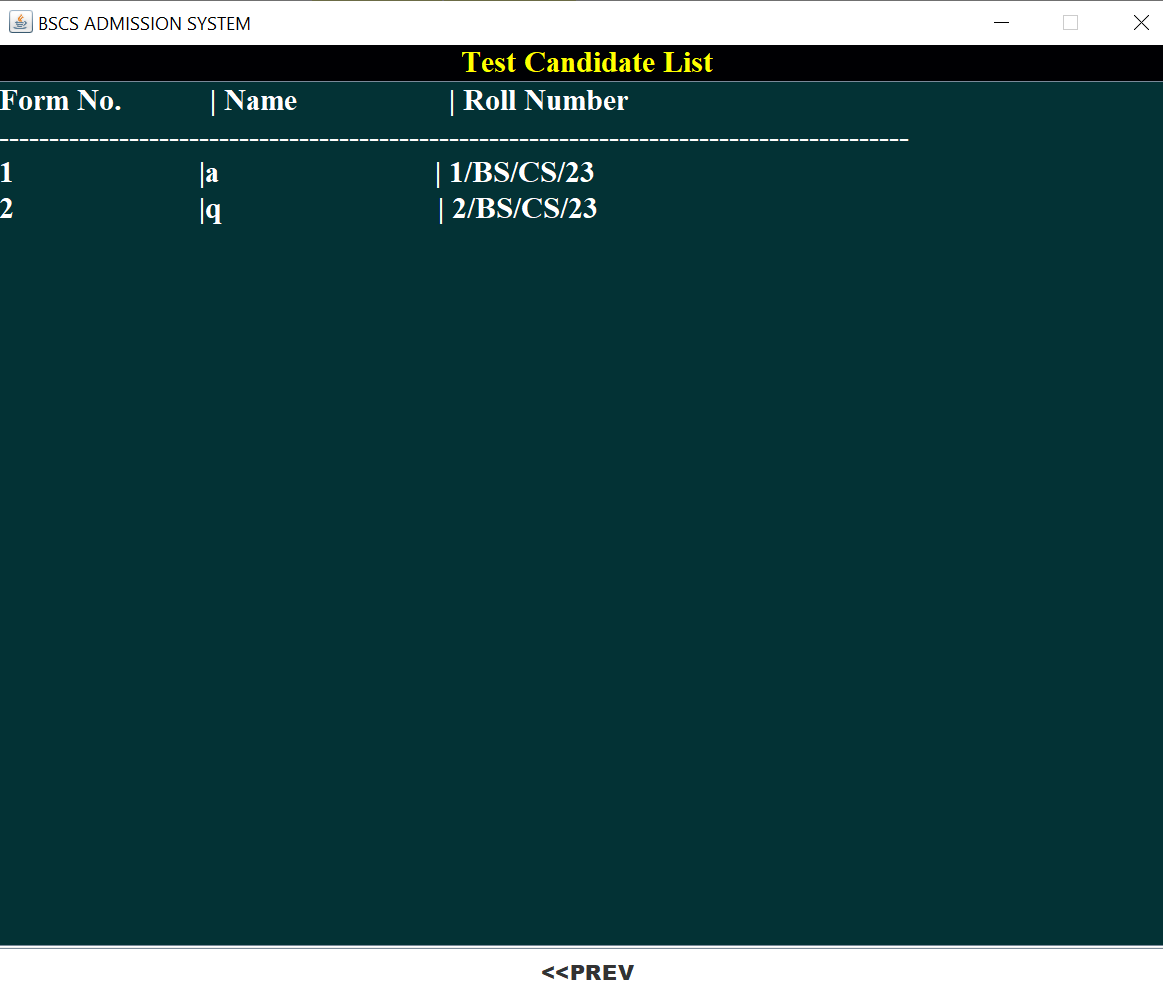 BSCS ADMISSION SYSTEM
Test Candidate List
Form No. | Name | Roll Number
-------------------------------------------------------------------------------------------
1 |a | 1/BS/CS/23
2 |q | 2/BS/CS/23
<<PREV